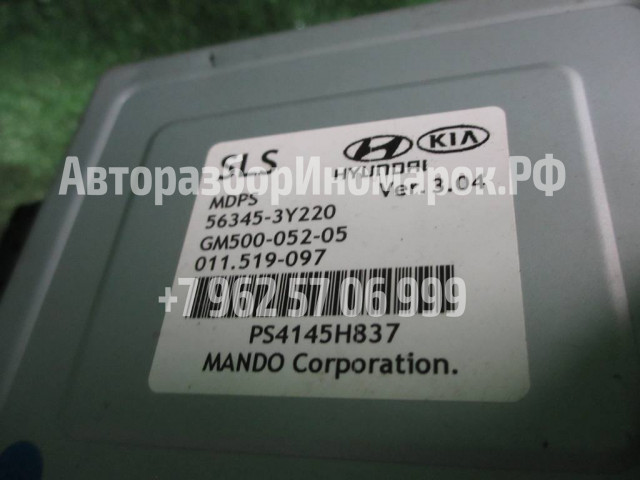 SLS
HYUNDAI
KIA
АвторазборИномарок.РФ
Ver. 3.04
MDPS
56345-3Y220
GM500-052-05
011.519-097
+7 962 57 06 999
PS4145H837
MANDO Corporation.